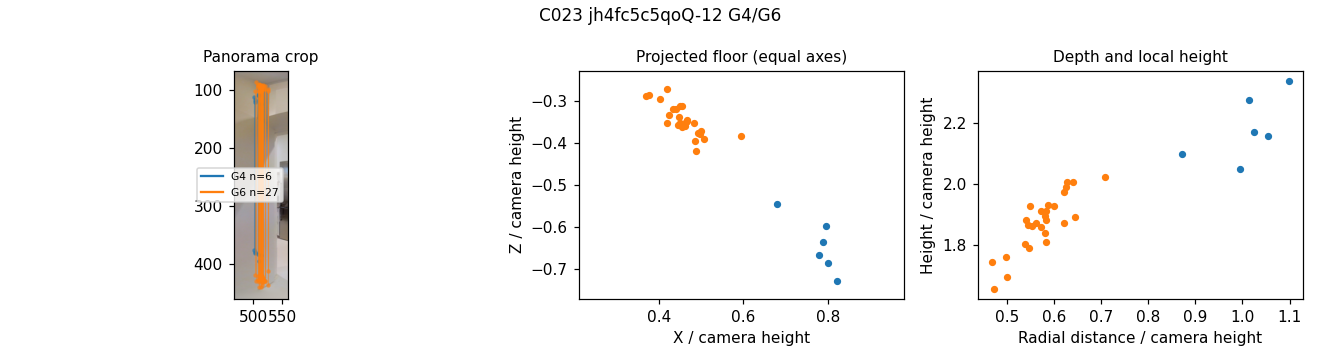 C023 jh4fc5c5qoQ-12 G4/G6
Panorama crop
100
200
300
400
500 550
G4 n=6
G6 n=27
Projected floor (equal axes)
Z / camera height
−0.3
−0.4
−0.5
−0.6
−0.7
0.4 0.6 0.8
X / camera height
Depth and local height
Height / camera height
2.2
2.0
1.8
0.5 0.6 0.7 0.8 0.9 1.0 1.1
Radial distance / camera height